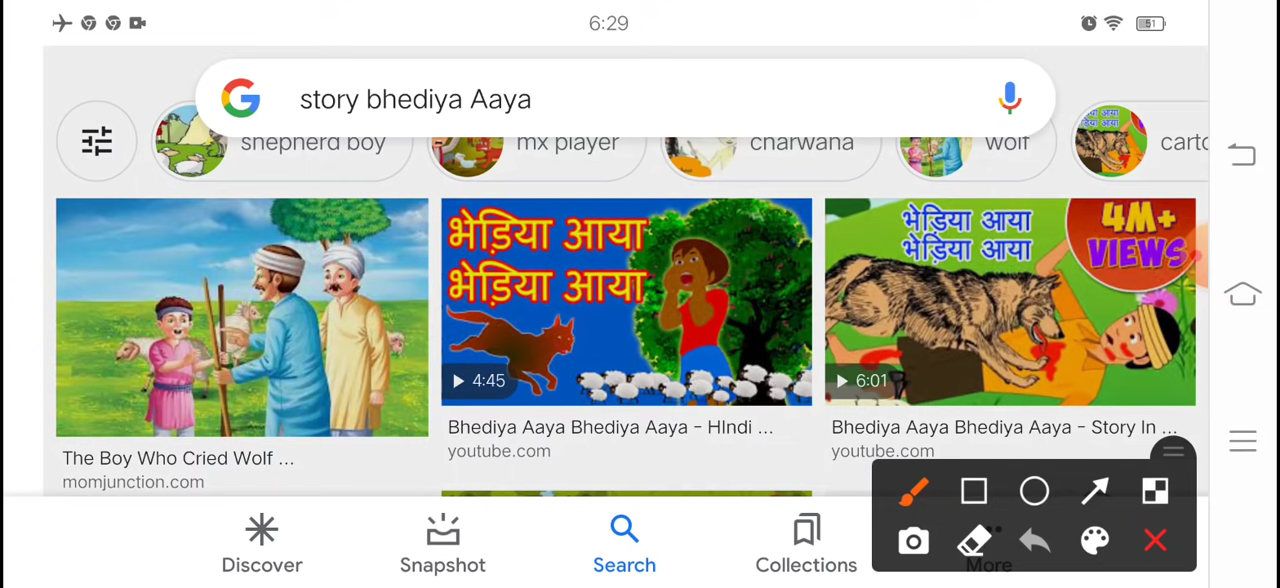 6:29
51
story bhediya Aaya
shepherd boy
mx player
charwana
wolf
carto
भेड़िया आया
भेड़िया आया
4:45
भेड़िया आया
भेड़िया आया
4M+
VIEWS
6:01
The Boy Who Cried Wolf ...
momjunction.com
Bhediya Aaya Bhediya Aaya - HIndi ...
youtube.com
Bhediya Aaya Bhediya Aaya - Story In ...
youtube.com
Discover
Snapshot
Search
Collections
More